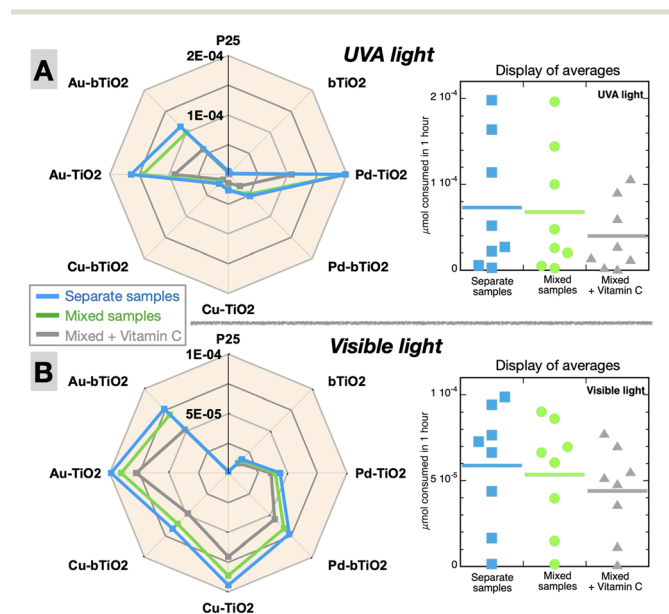 A
UVA light
P25
2E-04
bTiO2
Au-bTiO2
1E-04
Au-TiO2
Pd-TiO2
Cu-bTiO2
Pd-bTiO2
Cu-TiO2
Display of averages
UVA light
2 10⁻⁴
1 10⁻⁴
0
µmol consumed in 1 hour
Separate samples
Mixed samples
Mixed + Vitamin C
Separate samples
Mixed samples
Mixed + Vitamin C
B
Visible light
P25
1E-04
bTiO2
Au-bTiO2
5E-05
Au-TiO2
Pd-TiO2
Cu-bTiO2
Pd-bTiO2
Cu-TiO2
Display of averages
Visible light
1 10⁻⁴
5 10⁻⁵
0
µmol consumed in 1 hour
Separate samples
Mixed samples
Mixed + Vitamin C